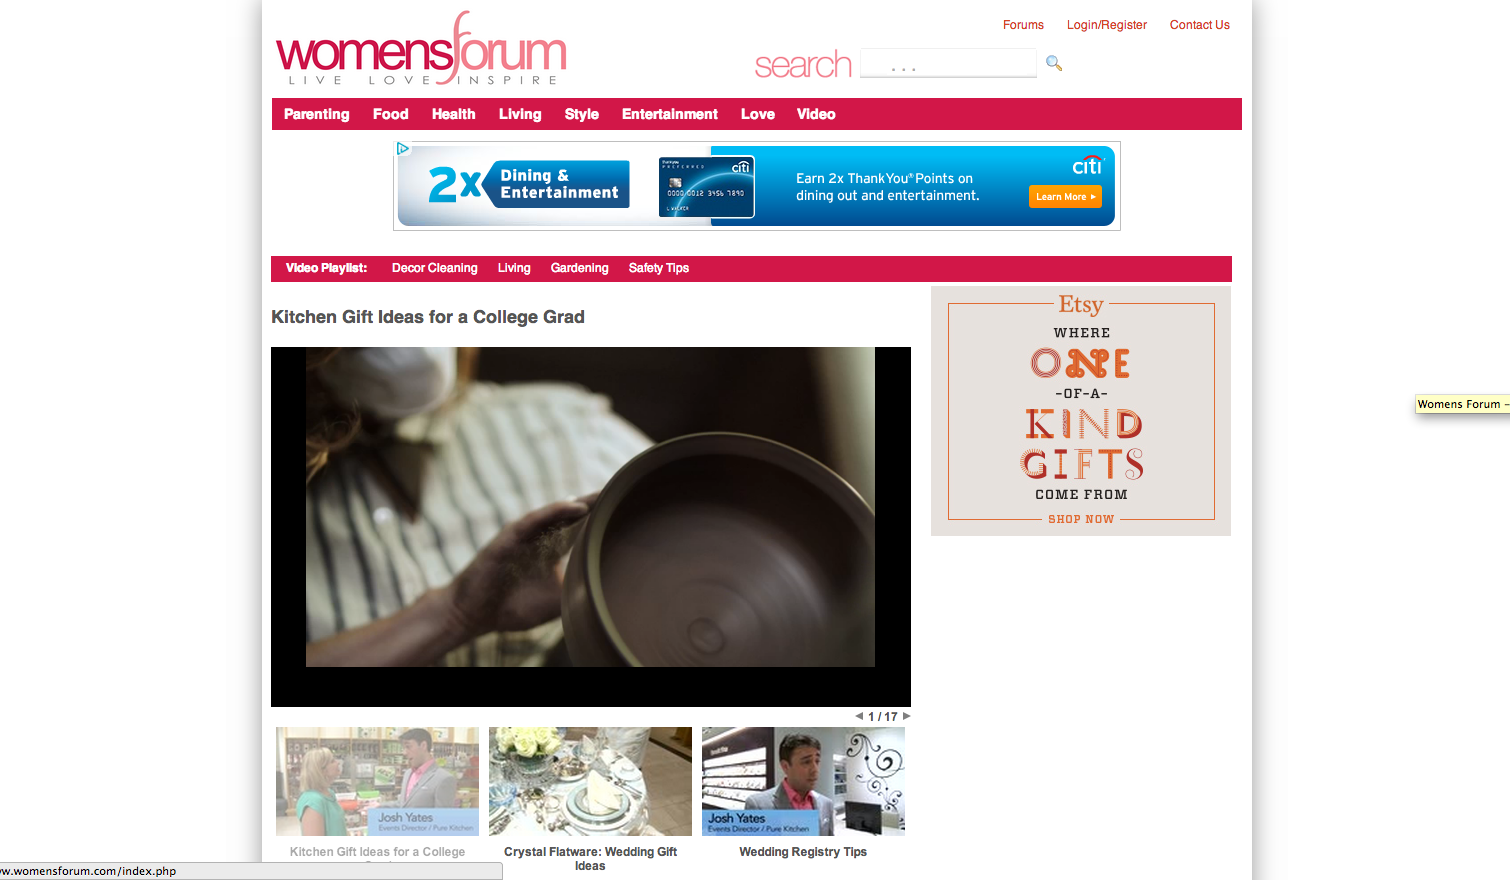 womensforum
LIVE LOVE INSPIRE
Forums Login/Register Contact Us
search ...
Parenting Food Health Living Style Entertainment Love Video
2x Dining &
Entertainment
PREFERRED
citi
0000 0012 3456 7890
L WALKER
Earn 2x ThankYou® Points on
dining out and entertainment.
citi
Learn More
Video Playlist: Decor Cleaning Living Gardening Safety Tips
Kitchen Gift Ideas for a College Grad
Etsy
WHERE
ONE
-OF-A-
KIND
GIFTS
COME FROM
SHOP NOW
Womens Forum –
1 / 17
Josh Yates
Events Director / Pure Kitchen
Josh Yates
Events Director / Pure Kitchen
Kitchen Gift Ideas for a College
Crystal Flatware: Wedding Gift
Ideas
Wedding Registry Tips
w.womensforum.com/index.php